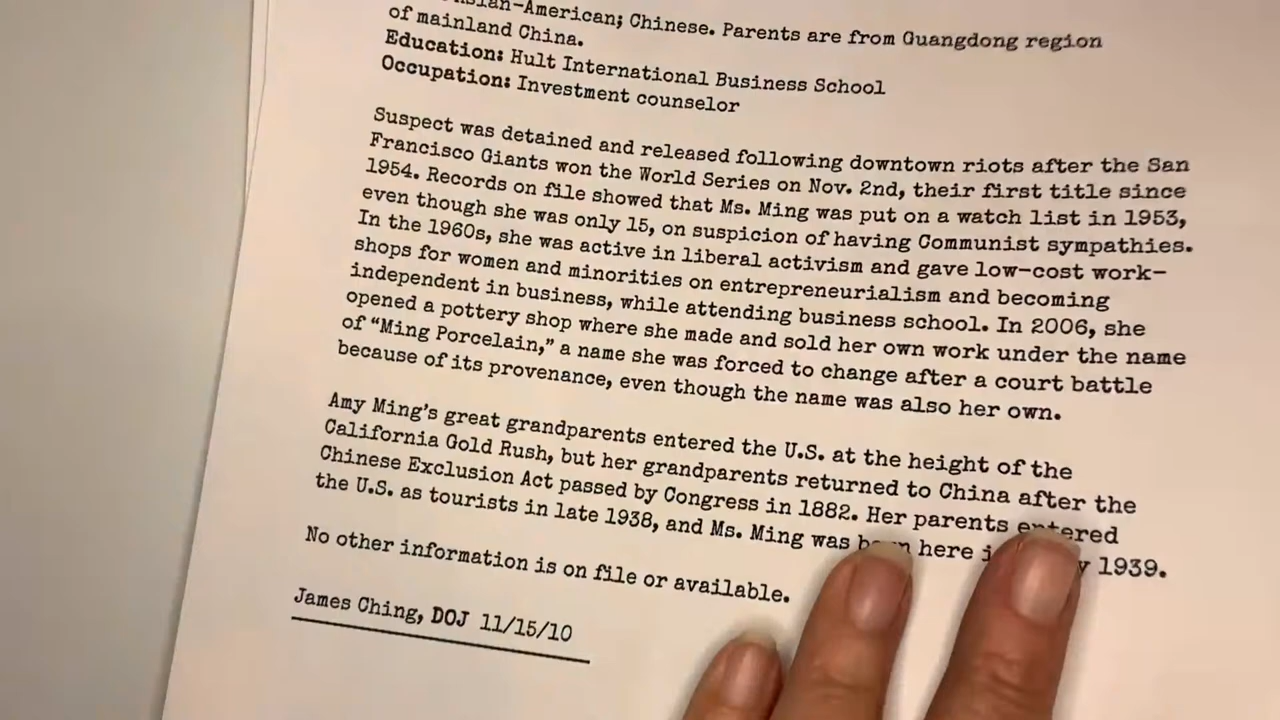 Asian-American; Chinese. Parents are from Guangdong region
of mainland China.
Education: Hult International Business School
Occupation: Investment counselor
Suspect was detained and released following downtown riots after the San
Francisco Giants won the World Series on Nov. 2nd, their first title since
1954. Records on file showed that Ms. Ming was put on a watch list in 1953,
even though she was only 15, on suspicion of having Communist sympathies.
In the 1960s, she was active in liberal activism and gave low-cost work-
shops for women and minorities on entrepreneurialism and becoming
independent in business, while attending business school. In 2006, she
opened a pottery shop where she made and sold her own work under the name
of “Ming Porcelain,” a name she was forced to change after a court battle
because of its provenance, even though the name was also her own.
Amy Ming’s great grandparents entered the U.S. at the height of the
California Gold Rush, but her grandparents returned to China after the
Chinese Exclusion Act passed by Congress in 1882. Her parents entered
the U.S. as tourists in late 1938, and Ms. Ming was born here 1939.
No other information is on file or available.
James Ching, DOJ 11/15/10